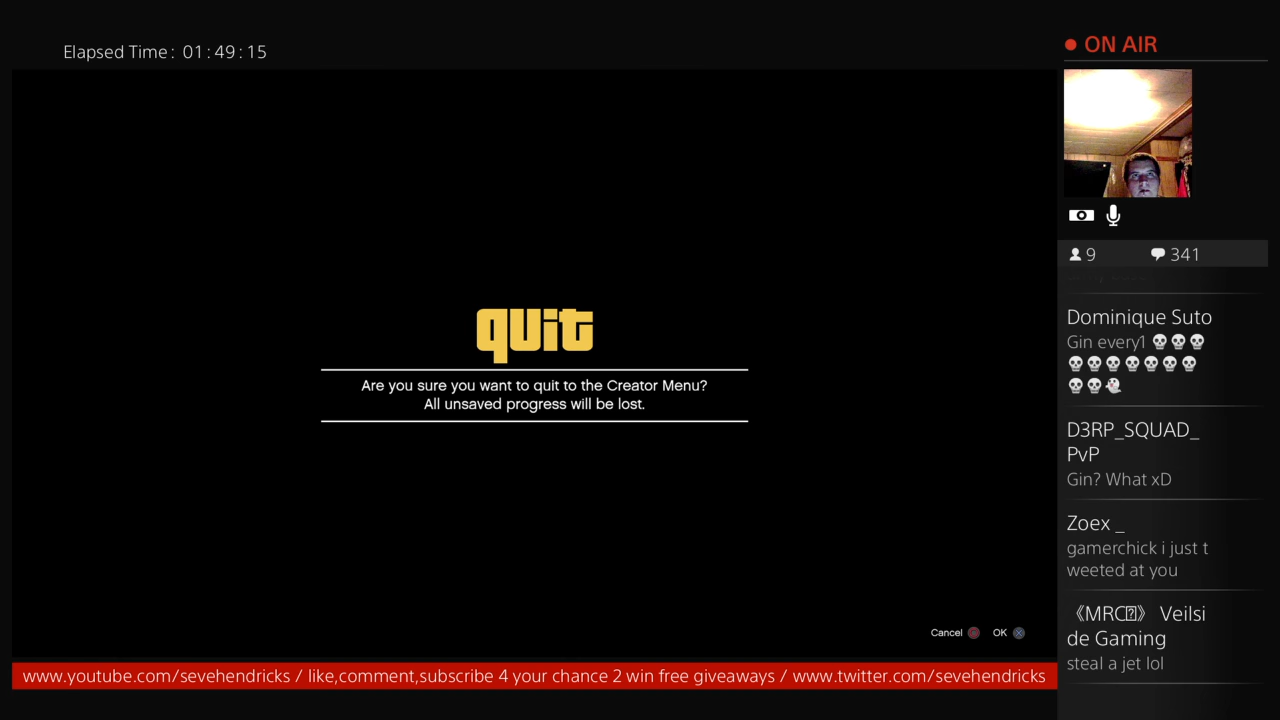 Elapsed Time: 01:49:15
ON AIR
9 341
quit
Are you sure you want to quit to the Creator Menu?
All unsaved progress will be lost.
Cancel OK
www.youtube.com/sevehendricks / like,comment,subscribe 4 your chance 2 win free giveaways / www.twitter.com/sevehendricks
Dominique Suto
Gin every1 💀💀💀
💀💀💀💀💀💀💀
💀💀👻
D3RP_SQUAD_
PvP
Gin? What xD
Zoex _
gamerchick i just t
weeted at you
《MRC⍰》 Veilsi
de Gaming
steal a jet lol